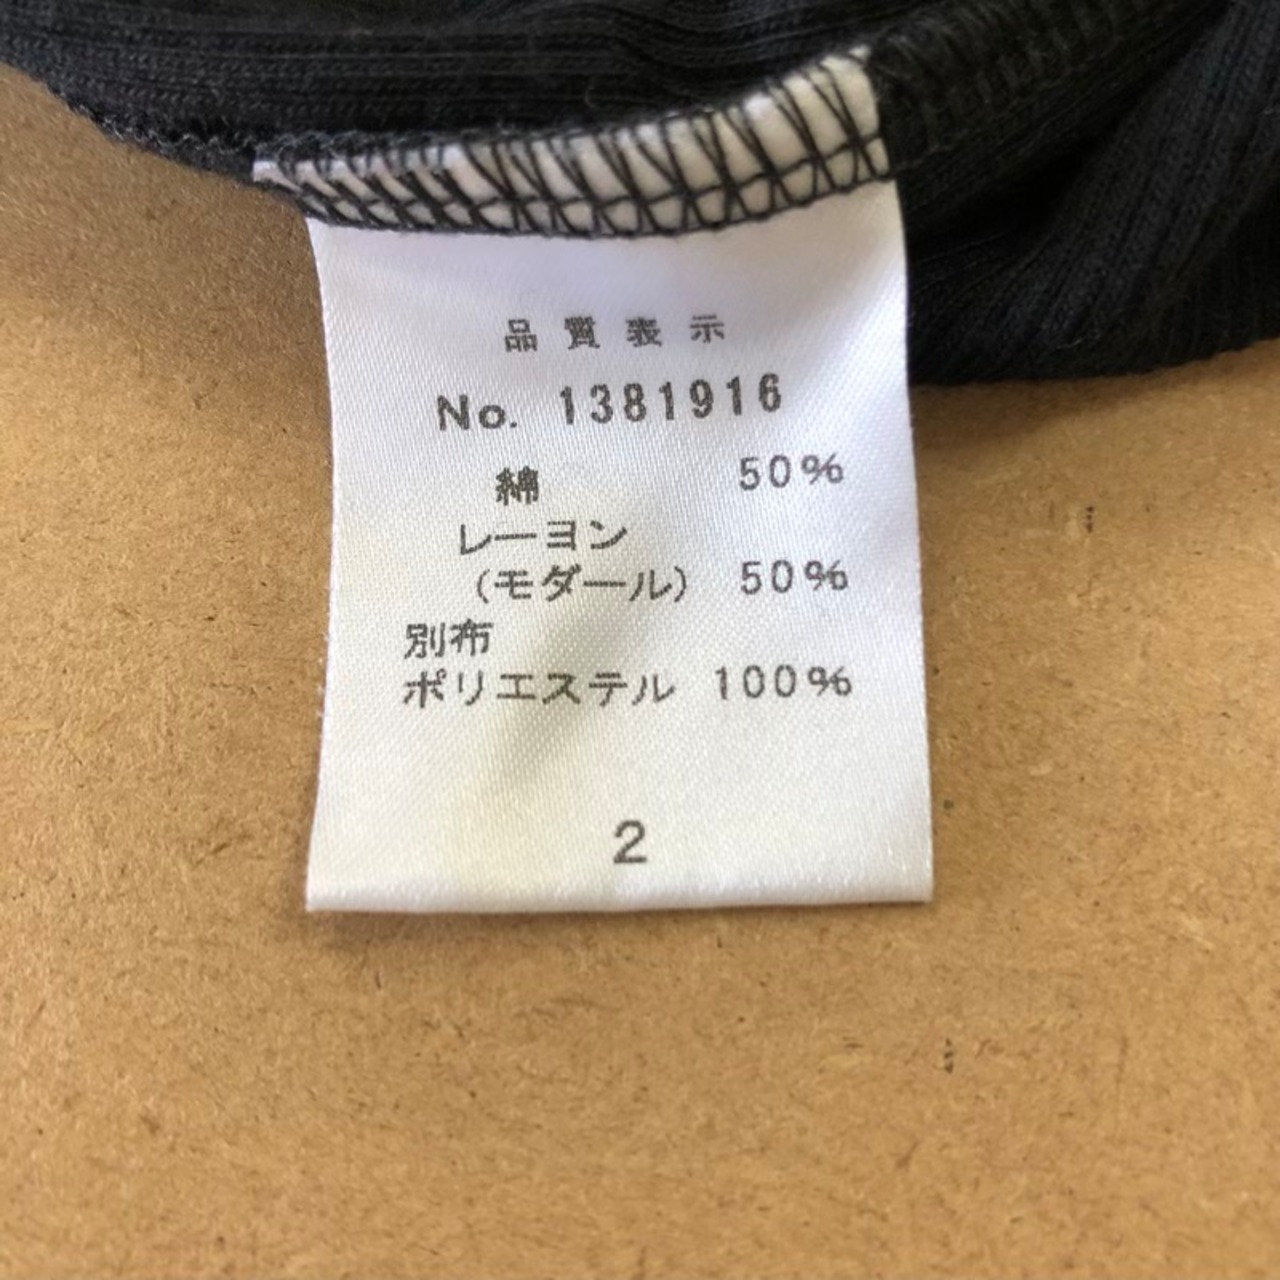 品質表示
No. 1381916
綿 50%
レーヨン
(モダール) 50%
別布
ポリエステル 100%
2